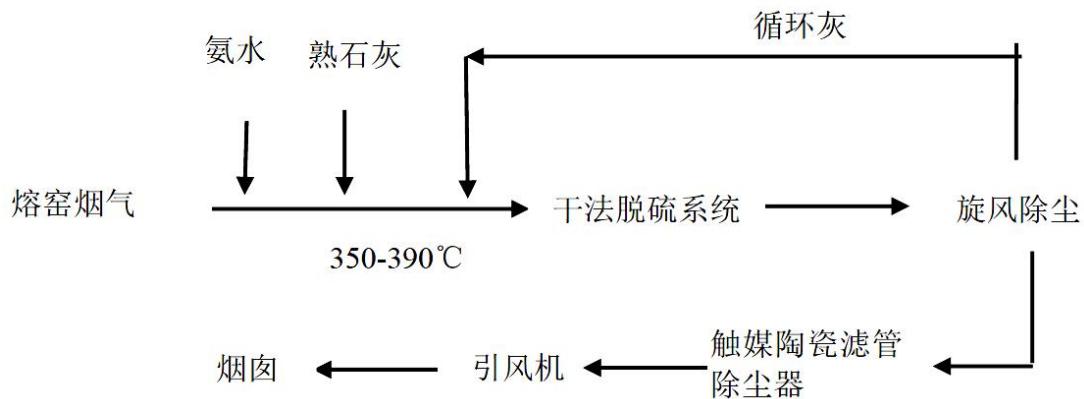 循环灰
氨水
熟石灰
熔窑烟气
干法脱硫系统
旋风除尘
350-390℃
烟囱
引风机
触媒陶瓷滤管
除尘器